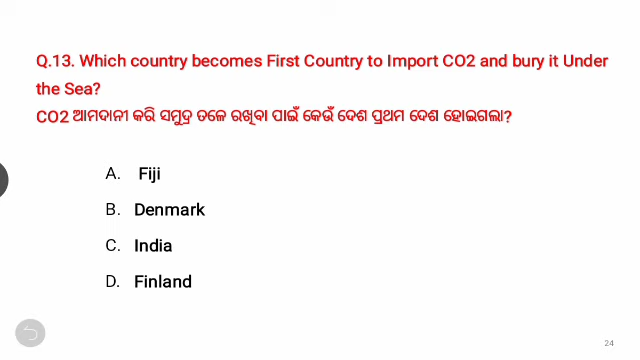 Q.13. Which country becomes First Country to Import CO2 and bury it Under
the Sea?
CO2 ଆମଦାନୀ କରି ସମୁଦ୍ର ତଳେ ରଖିବା ପାଇଁ କେଉଁ ଦେଶ ପ୍ରଥମ ଦେଶ ହୋଇଗଲା?
A. Fiji
B. Denmark
C. India
D. Finland
24